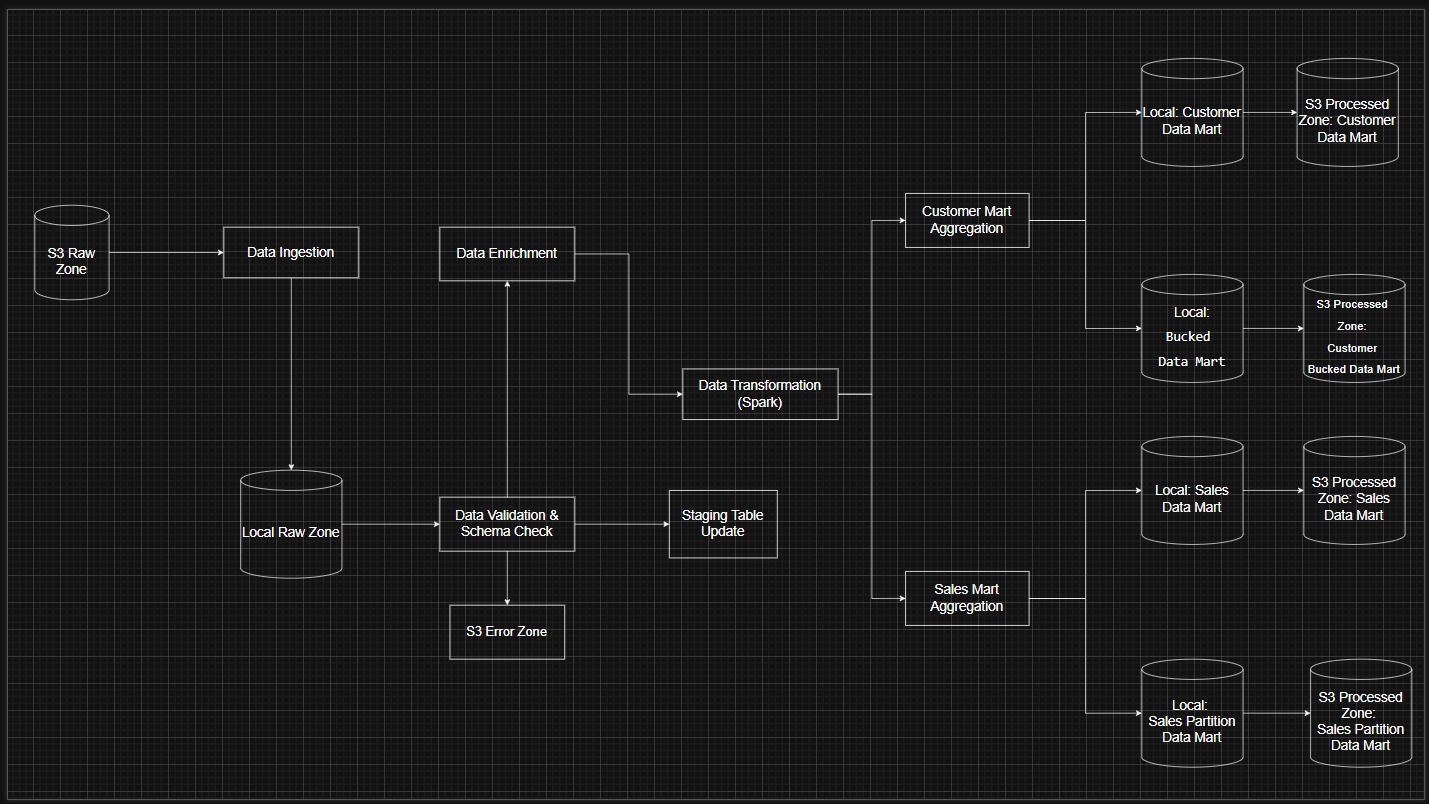 S3 Raw
Zone
Data Ingestion
Local Raw Zone
Data Enrichment
Data Validation &
Schema Check
S3 Error Zone
Staging Table
Update
Data Transformation
(Spark)
Customer Mart
Aggregation
Sales Mart
Aggregation
Local: Customer
Data Mart
S3 Processed
Zone: Customer
Data Mart
Local:
Bucked
Data Mart
S3 Processed
Zone:
Customer
Bucked Data Mart
Local: Sales
Data Mart
S3 Processed
Zone: Sales
Data Mart
Local:
Sales Partition
Data Mart
S3 Processed
Zone:
Sales Partition
Data Mart